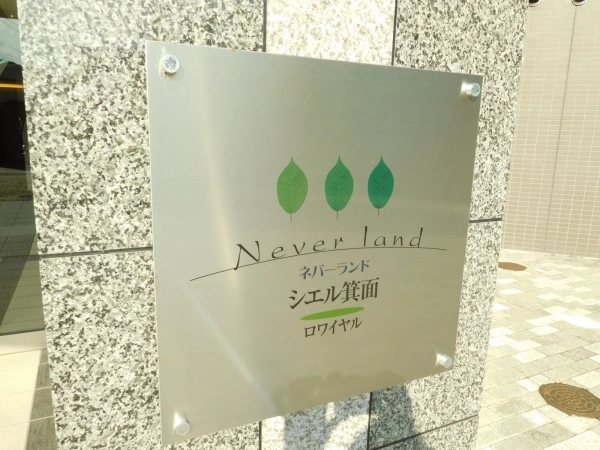 Never land
ネバーランド
シエル箕面
ロワイヤル